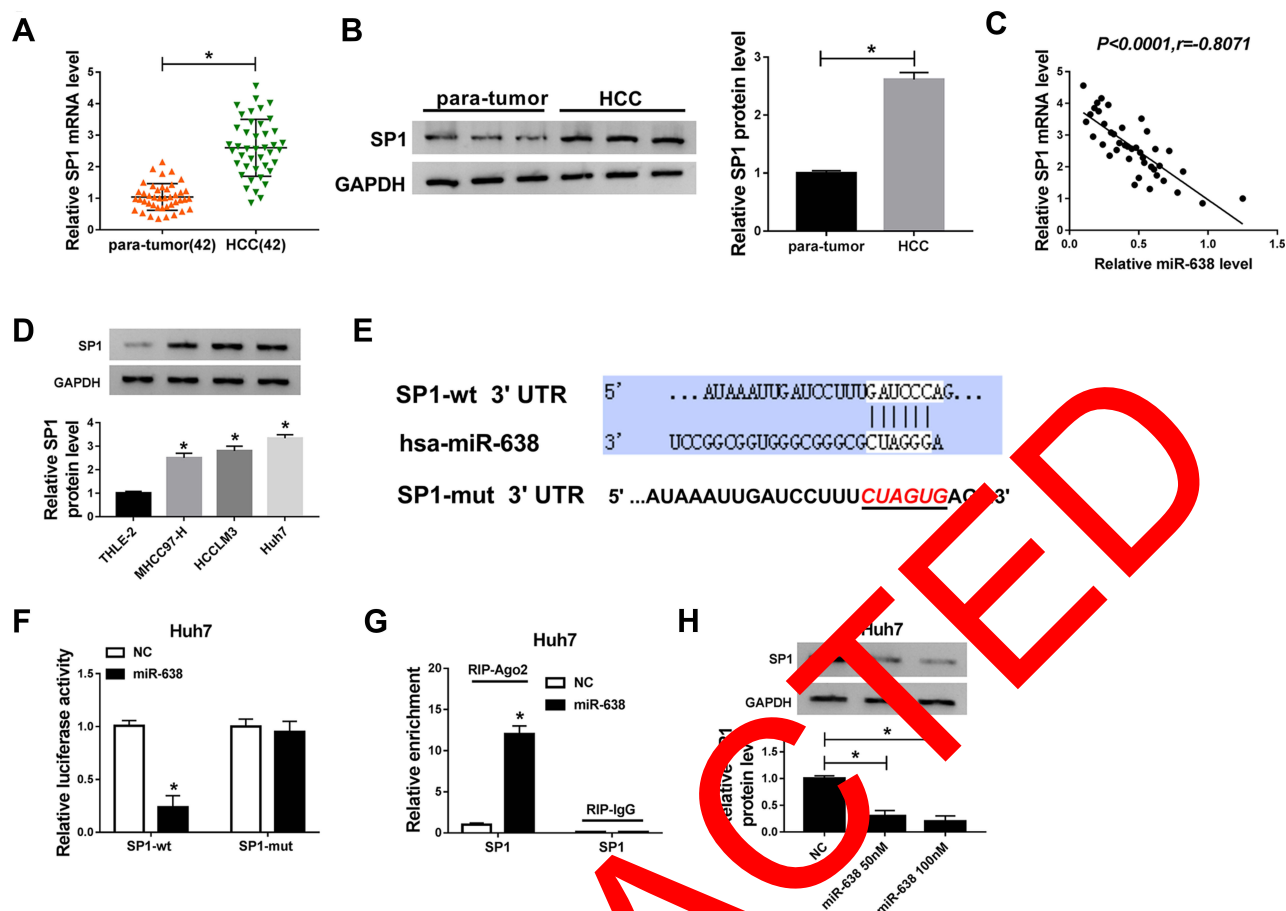 A
Relative SP1 mRNA level
5
4
3
2
1
0
*
para-tumor(42) HCC(42)
B
para-tumor HCC
SP1
GAPDH
Relative SP1 protein level
3
2
1
0
*
para-tumor HCC
C
P<0.0001,r=-0.8071
Relative SP1 mRNA level
5
4
3
2
1
0
0.0 0.5 1.0 1.5
Relative miR-638 level
D
SP1
GAPDH
Relative SP1
protein level
4
3
2
1
0
* * *
THLE-2 MHCC97-H HCCLM3 Huh7
E
SP1-wt 3' UTR 5' ...AUAAAUUGAUCCUUUGAUCCCAG...
hsa-miR-638 3' UCCGGCGGUGGGCGGGCGCUAGGGA
SP1-mut 3' UTR 5' ...AUAAAUUGAUCCUUUCUAGUGAG 3'
F
Huh7
NC
miR-638
Relative luciferase activity
1.5
1.0
0.5
0.0
*
SP1-wt SP1-mut
G
Huh7
RIP-Ago2
NC
miR-638
Relative enrichment
20
15
10
5
0
*
RIP-IgG
SP1 SP1
H
Huh7
SP1
GAPDH
protein level
1.0
0.5
0.0
*
*
NC miR-638 50nM miR-638 100nM
ACTED